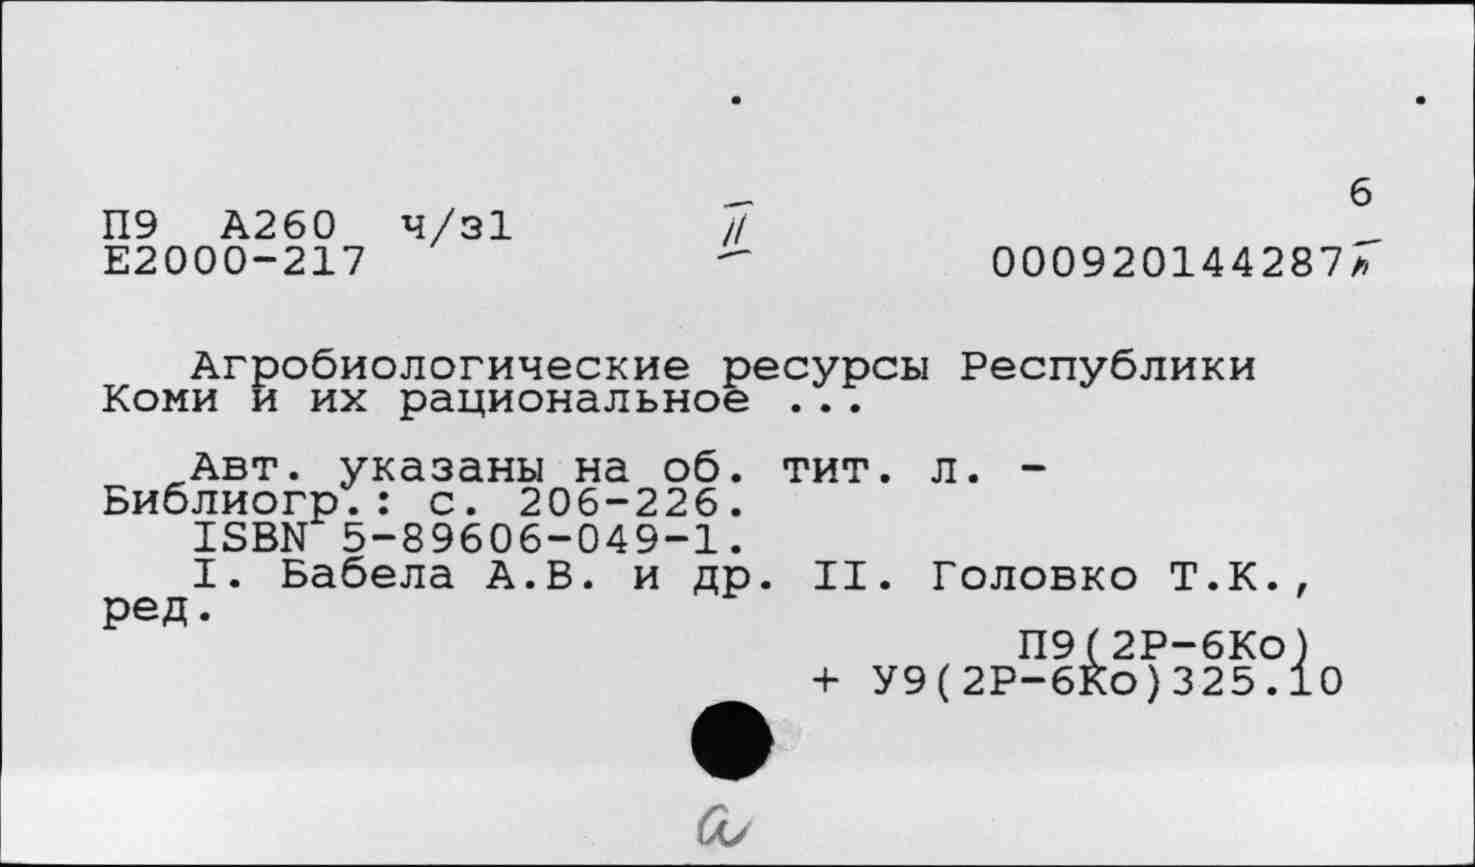 6
П9 А260 ч/з1 II
Е2000-217 000920144287
Агробиологические ресурсы Республики
Коми и их рациональное ...
Авт. указаны на об. тит. л. -
Библиогр.: с. 206-226.
ISBN 5-89606-049-1.
I. Бабела А.В. и др. II. Головко Т.К.,
ред.
П9(2Р-6Ко)
+ У9(2Р-6Ко)325.10
а